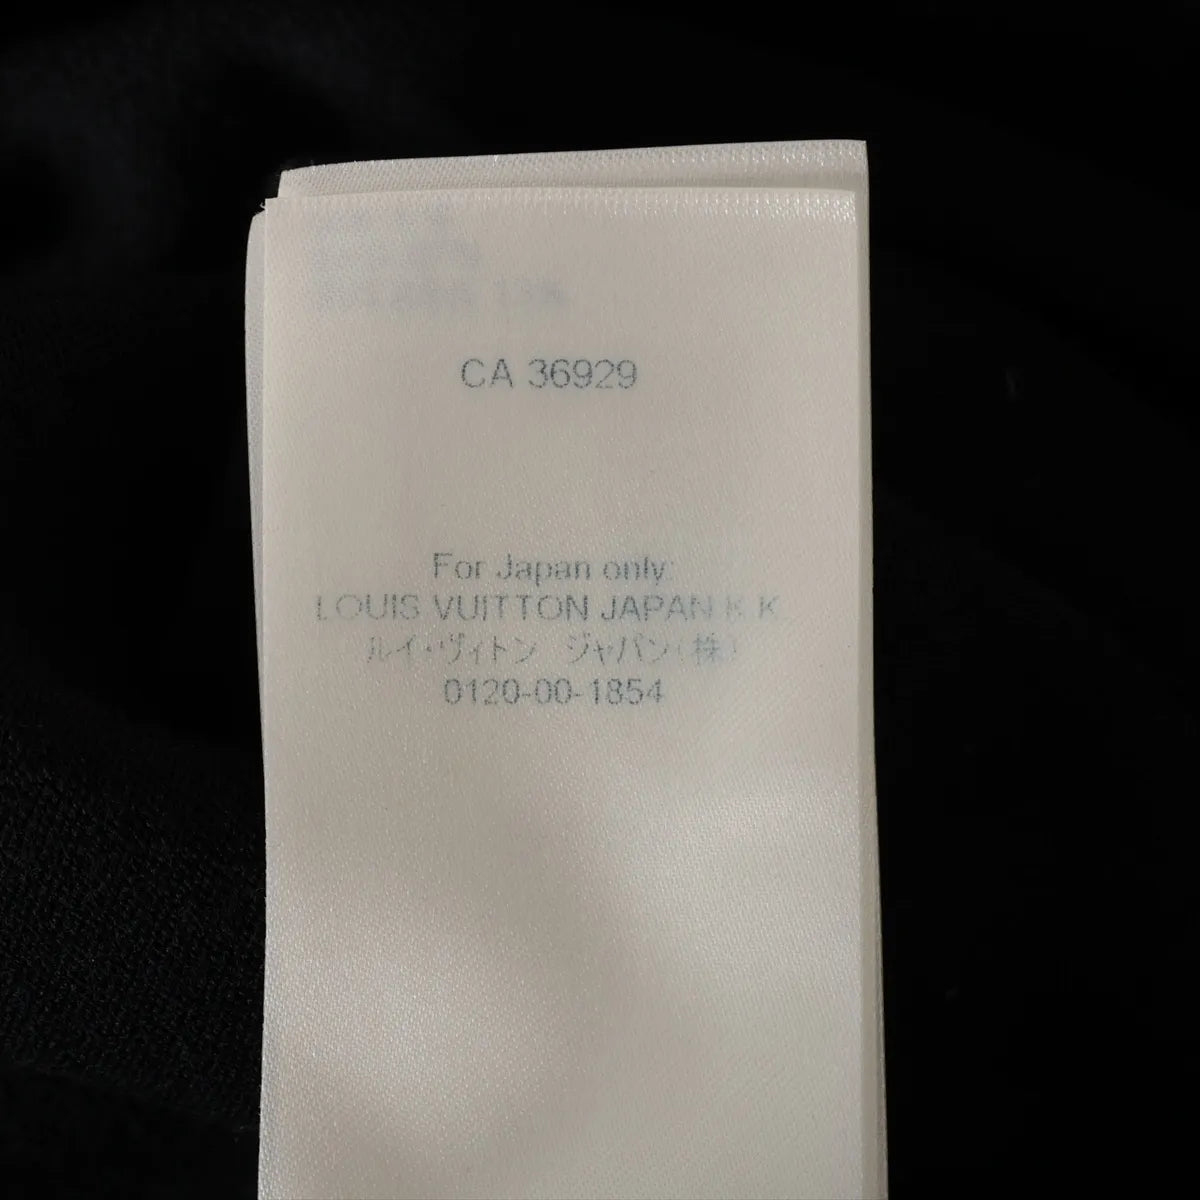 CA 36929
For Japan only:
LOUIS VUITTON JAPAN K.K.
ルイ・ヴィトン　ジャパン(株)
0120-00-1854